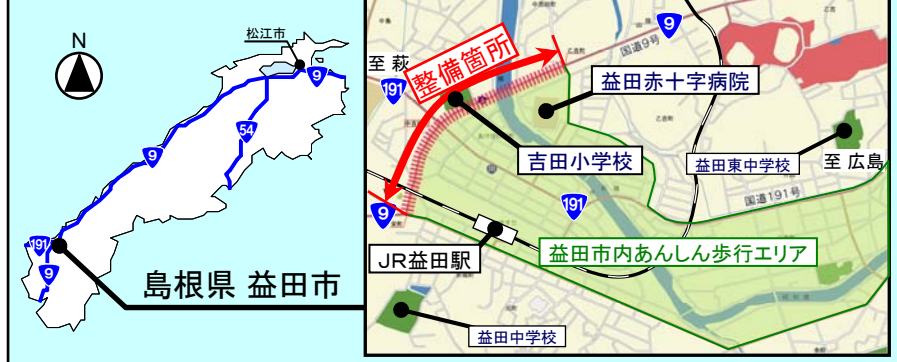 N
松江市
9
54
9
191
9
島根県 益田市
至 萩
191
整備箇所
9
国道9号
益田赤十字病院
吉田小学校
益田東中学校
至 広島
国道191号
191
9
JR益田駅
益田市内あんしん歩行エリア
益田中学校